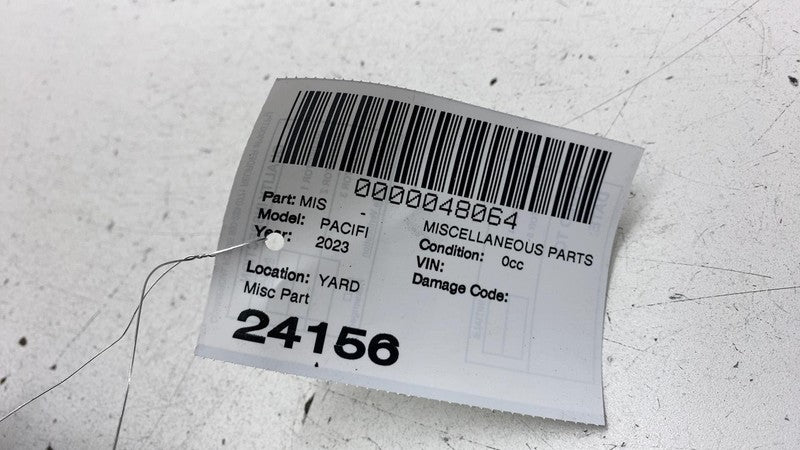 0000048064
Part: MIS - MISCELLANEOUS PARTS
Model: PACIFI Condition: 0cc
Year: 2023 VIN:
Location: YARD Damage Code:
Misc Part
24156